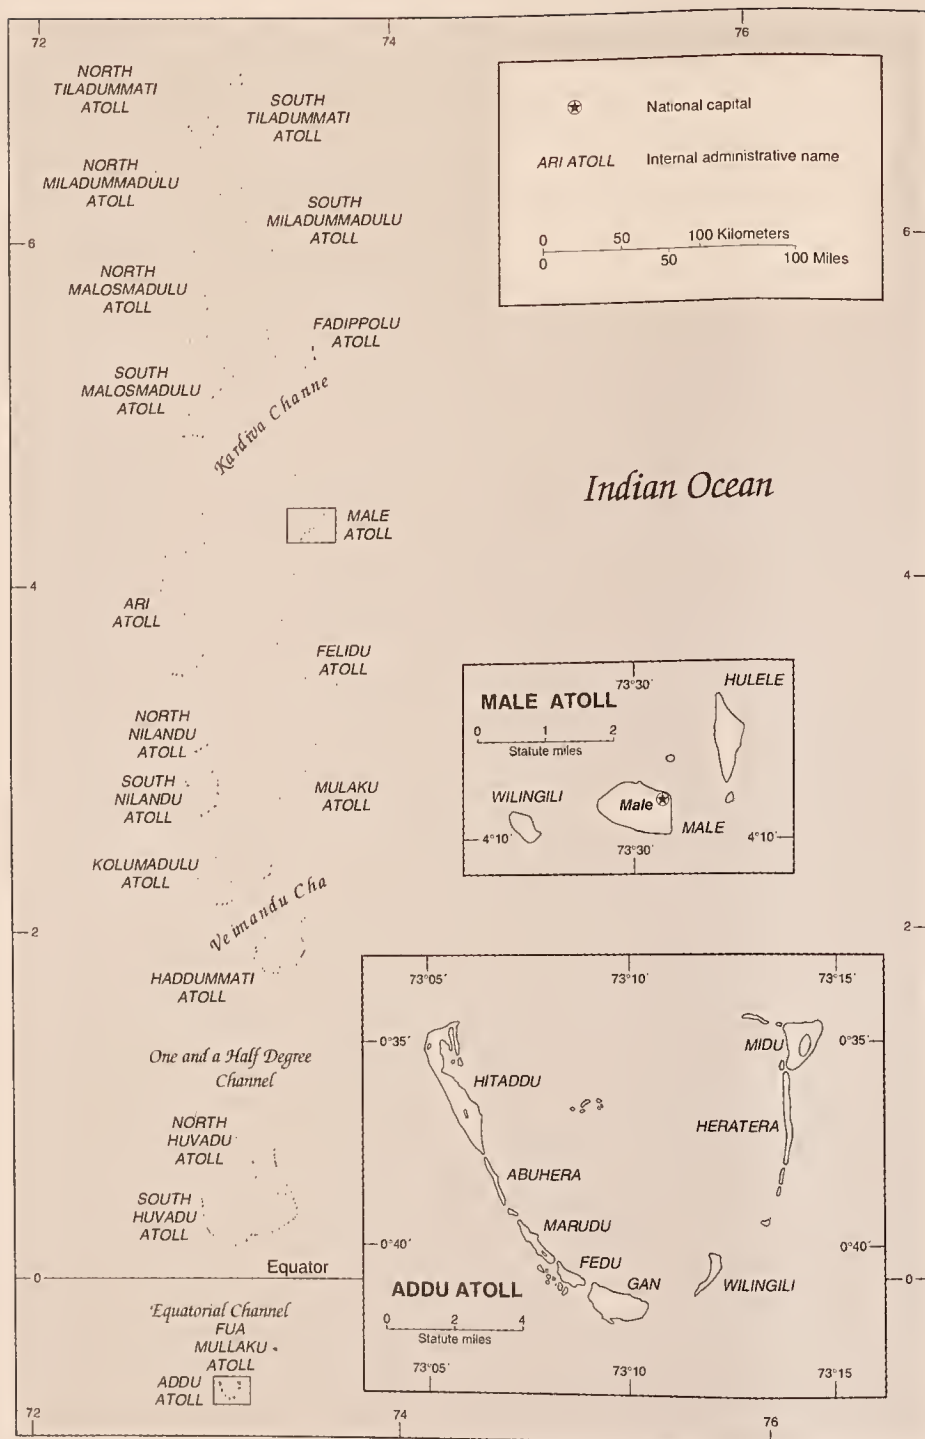 72
74
76
NORTH
TILADUMMATI
ATOLL
SOUTH
TILADUMMATI
ATOLL
National capital
ARI ATOLL Internal administrative name
0 50 100 Kilometers
0 50 100 Miles
NORTH
MILADUMMADULU
ATOLL
SOUTH
MILADUMMADULU
ATOLL
6
6
NORTH
MALOSMADULU
ATOLL
FADIPPOLU
ATOLL
SOUTH
MALOSMADULU
ATOLL
Kardiva Channe
Indian Ocean
MALE
ATOLL
4
4
ARI
ATOLL
FELIDU
ATOLL
NORTH
NILANDU
ATOLL
SOUTH
NILANDU
ATOLL
MULAKU
ATOLL
KOLUMADULU
ATOLL
Veimandu Cha
2
2
HADDUMMATI
ATOLL
One and a Half Degree
Channel
NORTH
HUVADU
ATOLL
SOUTH
HUVADU
ATOLL
0
Equator
0
Equatorial Channel
FUA
MULLAKU
ATOLL
ADDU
ATOLL
72
74
76
MALE ATOLL
0 1 2
Statute miles
73°30´
HULELE
WILINGILI
Male
MALE
4°10´
4°10´
73°30´
73°05´
73°10´
73°15´
0°35´
0°35´
MIDU
HITADDU
HERATERA
ABUHERA
MARUDU
0°40´
0°40´
FEDU
GAN
WILINGILI
ADDU ATOLL
0 2 4
Statute miles
73°05´
73°10´
73°15´